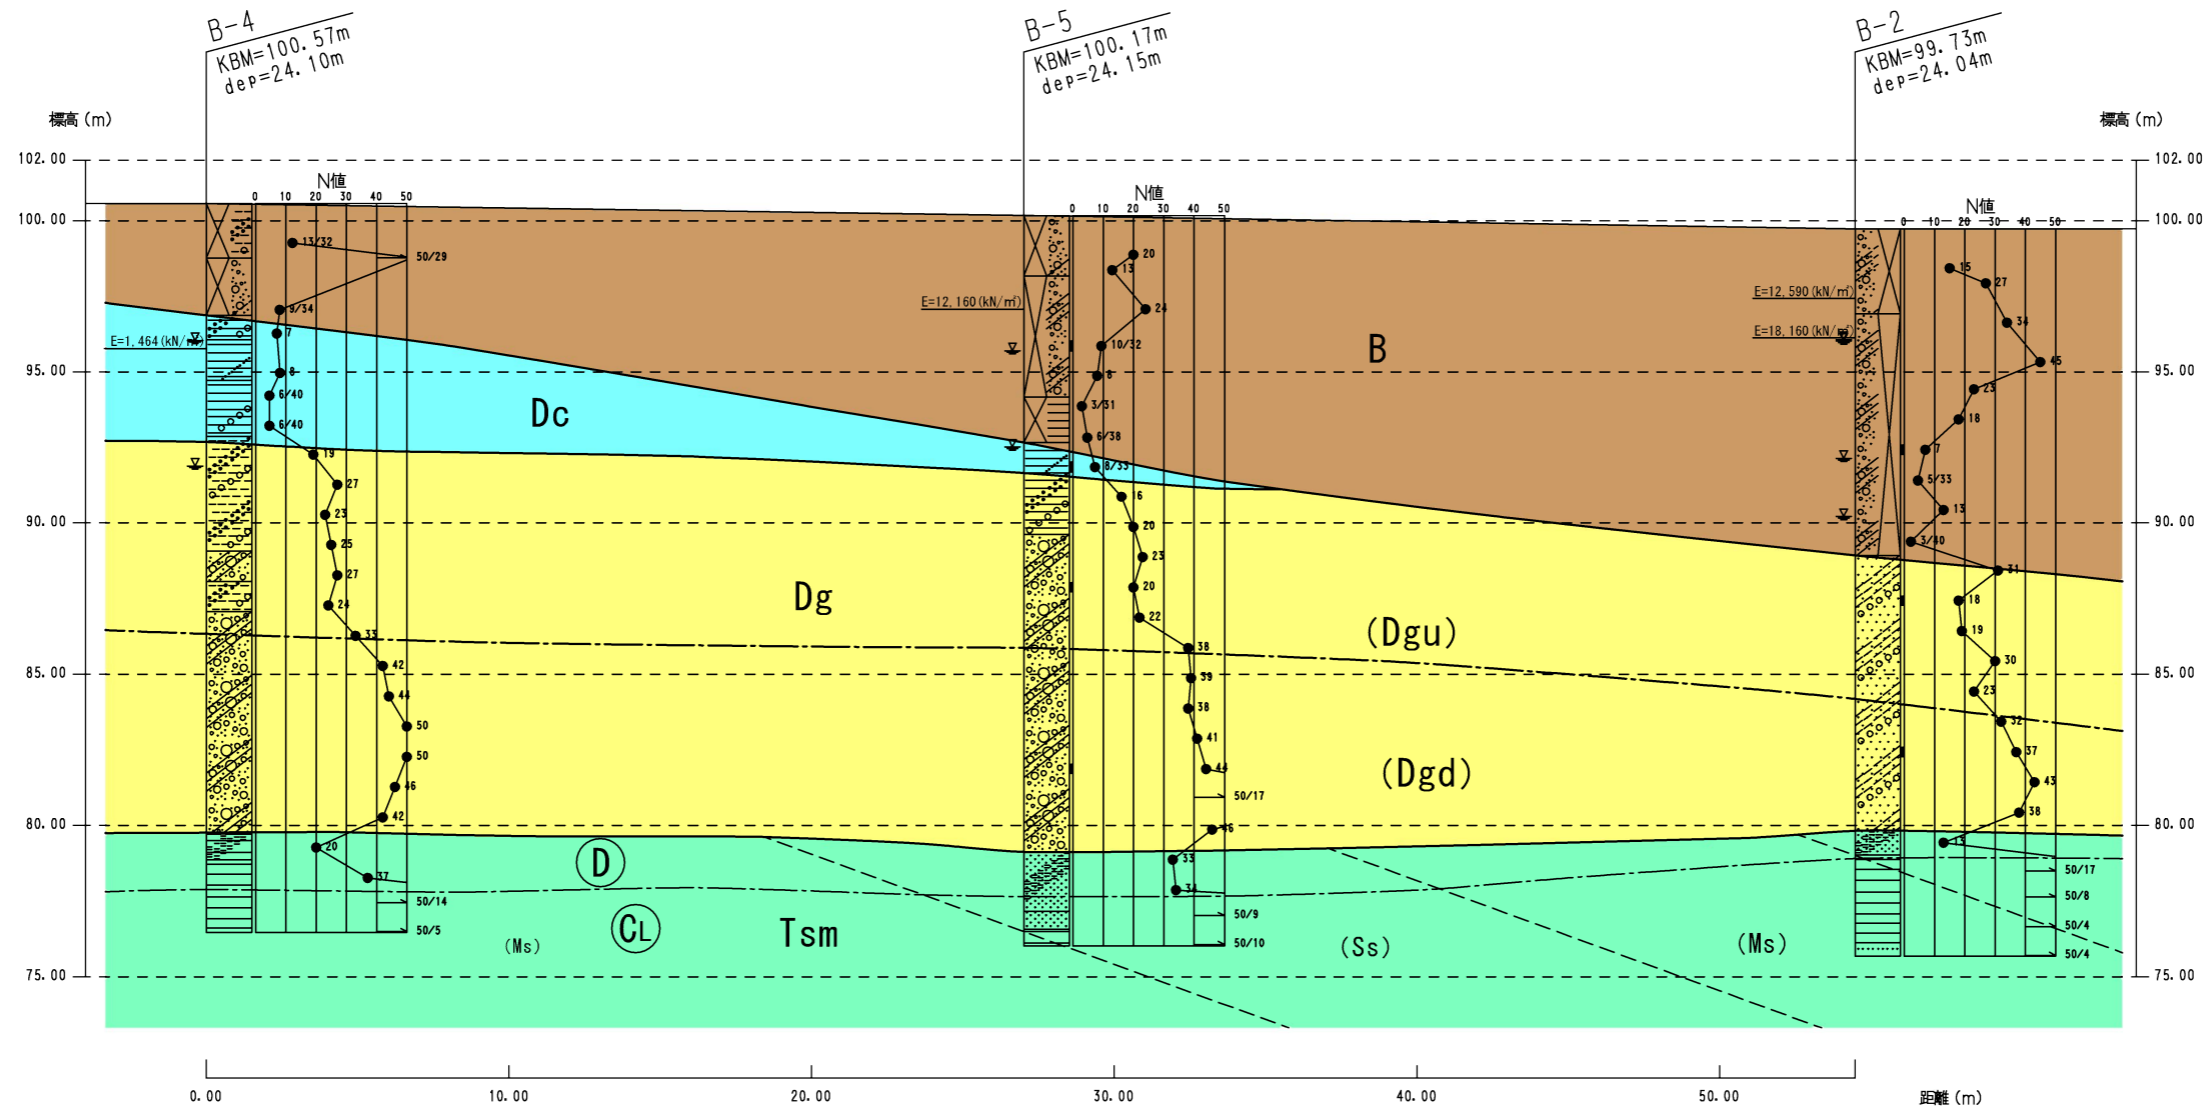 B-4
KBM=100.57m
dep=24.10m
B-5
KBM=100.17m
dep=24.15m
B-2
KBM=99.73m
dep=24.04m
標高(m)
標高(m)
102.00
102.00
100.00
100.00
95.00
95.00
90.00
90.00
85.00
85.00
80.00
80.00
75.00
75.00
N値
0 10 20 30 40 50
13/32
50/29
9/34
7
8
6/40
6/40
19
27
23
25
27
24
33
42
44
50
50
46
42
20
37
50/14
50/5
E=1,464(kN/㎡)
N値
0 10 20 30 40 50
20
13
24
10/32
8
3/31
6/38
8/33
16
20
23
20
22
38
39
38
41
44
50/17
46
33
34
50/9
50/10
E=12,160(kN/㎡)
N値
0 10 20 30 40 50
15
27
34
45
23
18
7
5/33
13
3/40
31
18
19
30
23
32
37
43
38
13
50/17
50/8
50/4
50/4
E=12,590(kN/㎡)
E=18,160(kN/㎡)
B
Dc
Dg
(Dgu)
(Dgd)
D
CL
Tsm
(Ms)
(Ss)
(Ms)
0.00
10.00
20.00
30.00
40.00
50.00
距離(m)